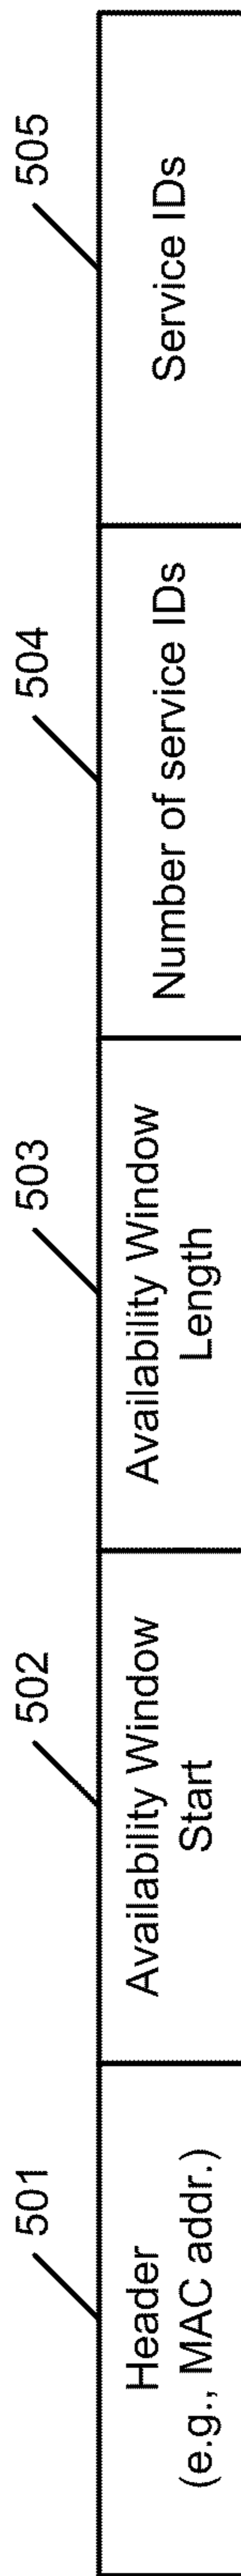 501
502
503
504
505
Header
(e.g., MAC addr.)
Availability Window
Start
Availability Window
Length
Number of service IDs
Service IDs